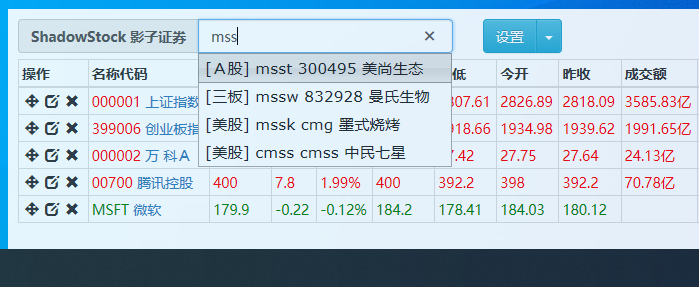 ShadowStock 影子证券 mss ✕ 设置
操作 名称代码 低 今开 昨收 成交额
[A股] msst 300495 美尚生态
[三板] mssw 832928 曼氏生物
[美股] mssk cmg 墨式烧烤
[美股] cmss cmss 中民七星
000001 上证指数 307.61 2826.89 2818.09 3585.83亿
399006 创业板指 918.66 1934.98 1939.62 1991.65亿
000002 万 科A 7.42 27.75 27.64 24.13亿
00700 腾讯控股 400 7.8 1.99% 400 392.2 398 392.2 70.78亿
MSFT 微软 179.9 -0.22 -0.12% 184.2 178.41 184.03 180.12